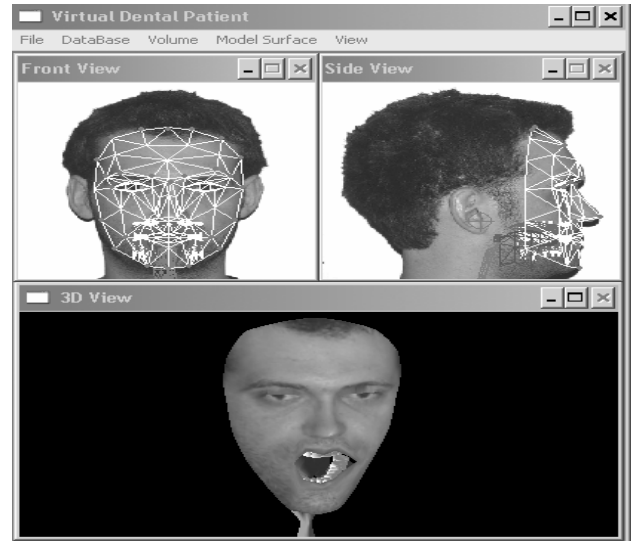 Virtual Dental Patient
File DataBase Volume Model Surface View
Front View
Side View
3D View